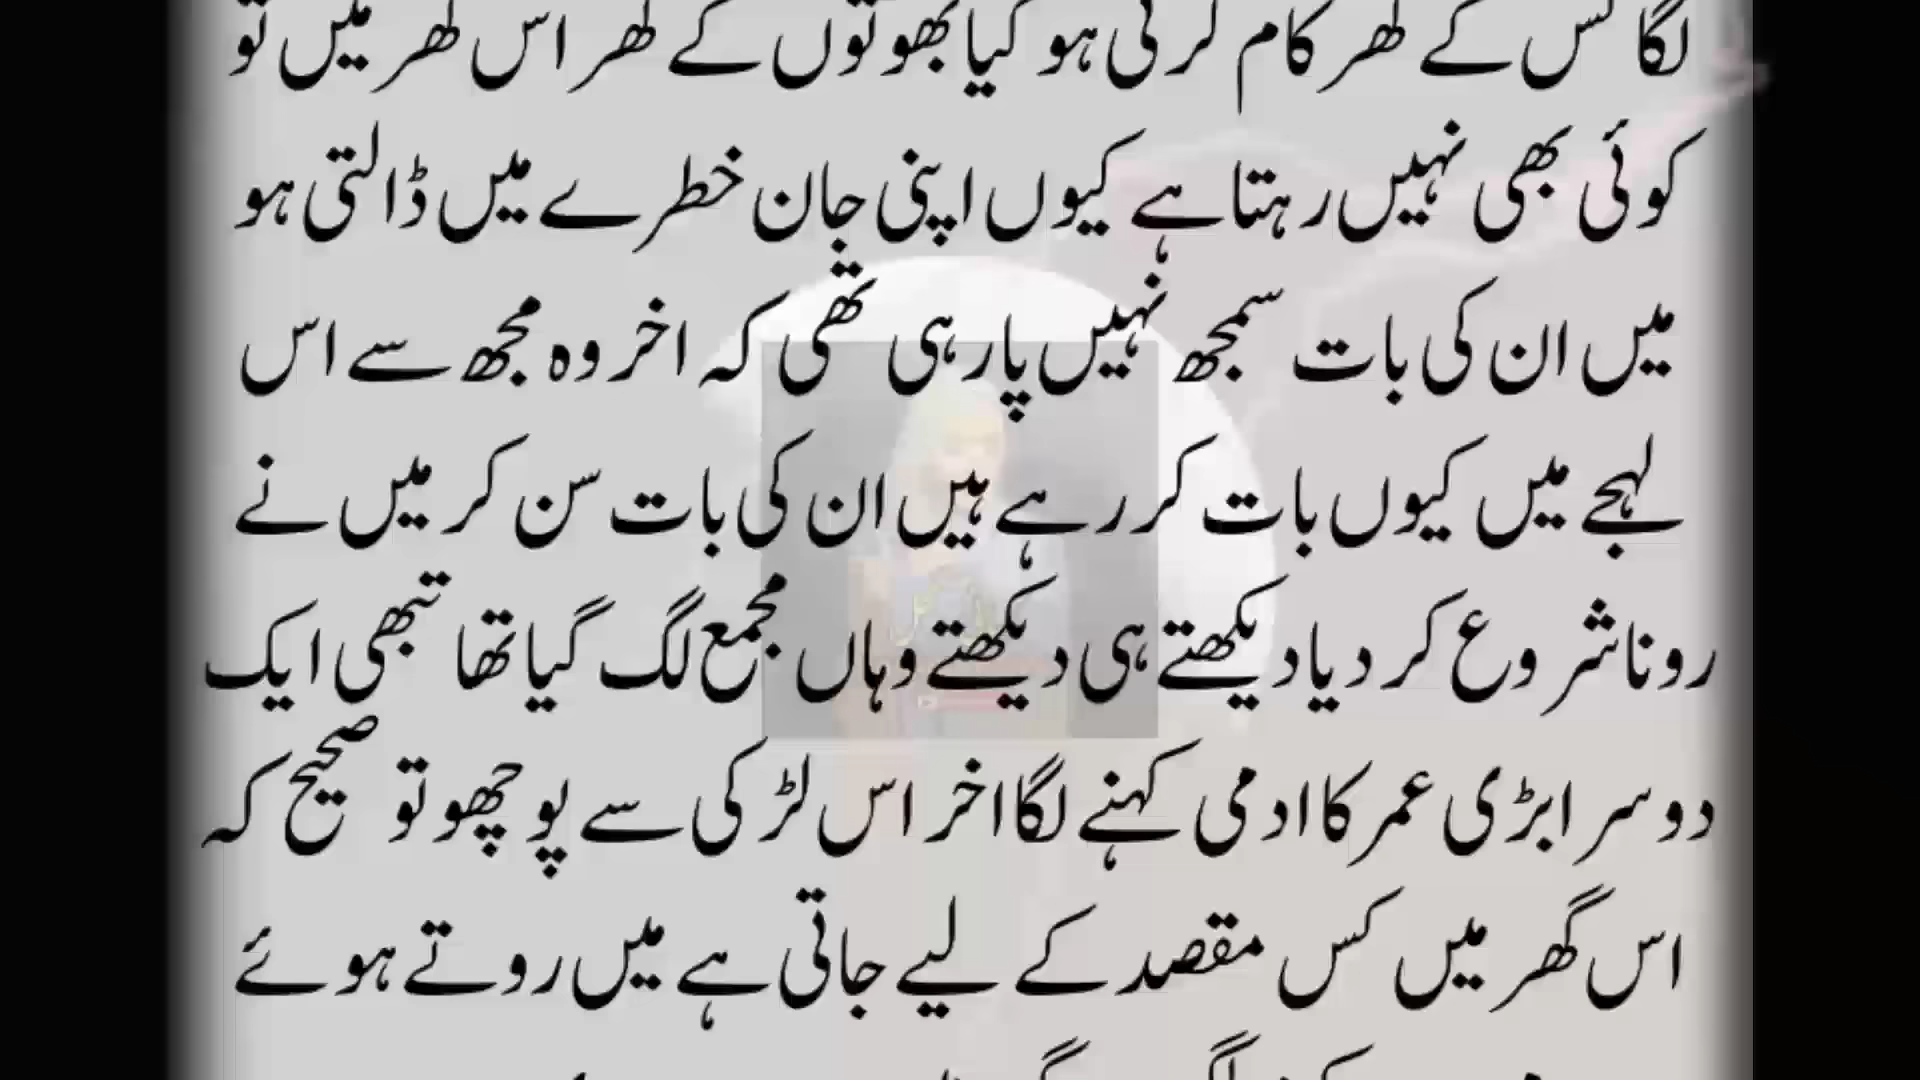 لگا کس کے گھر کام کرتی ہو کیا بھوتوں کے گھر اس گھر میں تو
کوئی بھی نہیں رہتا ہے کیوں اپنی جان خطرے میں ڈالتی ہو
میں ان کی بات سمجھ نہیں پا رہی تھی کہ اخر وہ مجھ سے اس
لہجے میں کیوں بات کر رہے ہیں ان کی بات سن کر میں نے
رونا شروع کر دیا دیکھتے ہی دیکھتے وہاں مجمع لگ گیا تھا تبھی ایک
دوسرا بڑی عمر کا ادمی کہنے لگا اخر اس لڑکی سے پوچھو تو صحیح کہ
اس گھر میں کس مقصد کے لیے جاتی ہے میں روتے ہوئے